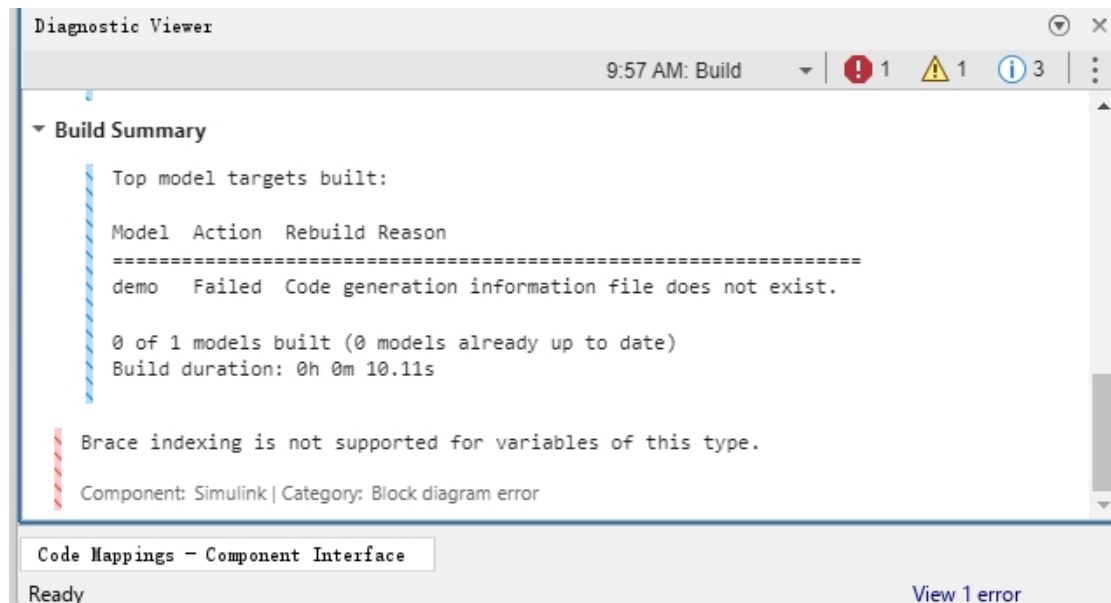 Diagnostic Viewer
9:57 AM: Build 1 1 3
Build Summary
Top model targets built:
Model Action Rebuild Reason
=================================================================
demo Failed Code generation information file does not exist.
0 of 1 models built (0 models already up to date)
Build duration: 0h 0m 10.11s
Brace indexing is not supported for variables of this type.
Component: Simulink | Category: Block diagram error
Code Mappings - Component Interface
Ready View 1 error